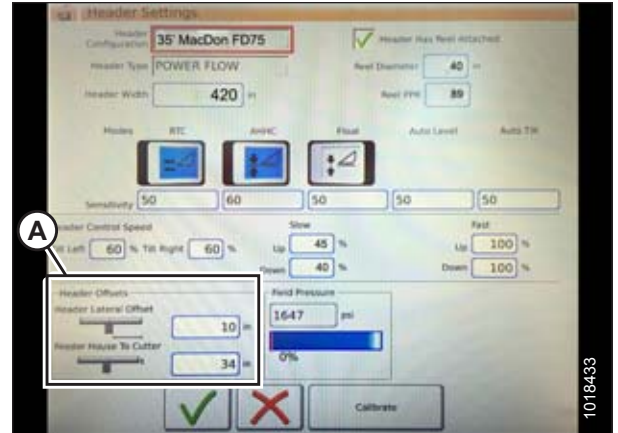 Header Settings
Header Configuration 35' MacDon FD75 Header Has Reel Attached
Header Type POWER FLOW Reel Diameter 40 in
Header Width 420 in Reel PPR 89
Modes RTC AHHC Float Auto Level Auto Tilt
Sensitivity 50 60 50 50 50
Header Control Speed Slow Fast
Tilt Left 60 % Tilt Right 60 % Up 45 % Up 100 %
Down 40 % Down 100 %
A
Header Offsets Field Pressure
Header Lateral Offset 10 in 1647 psi
Feeder House To Cutter 34 in 0%
Calibrate
1018433